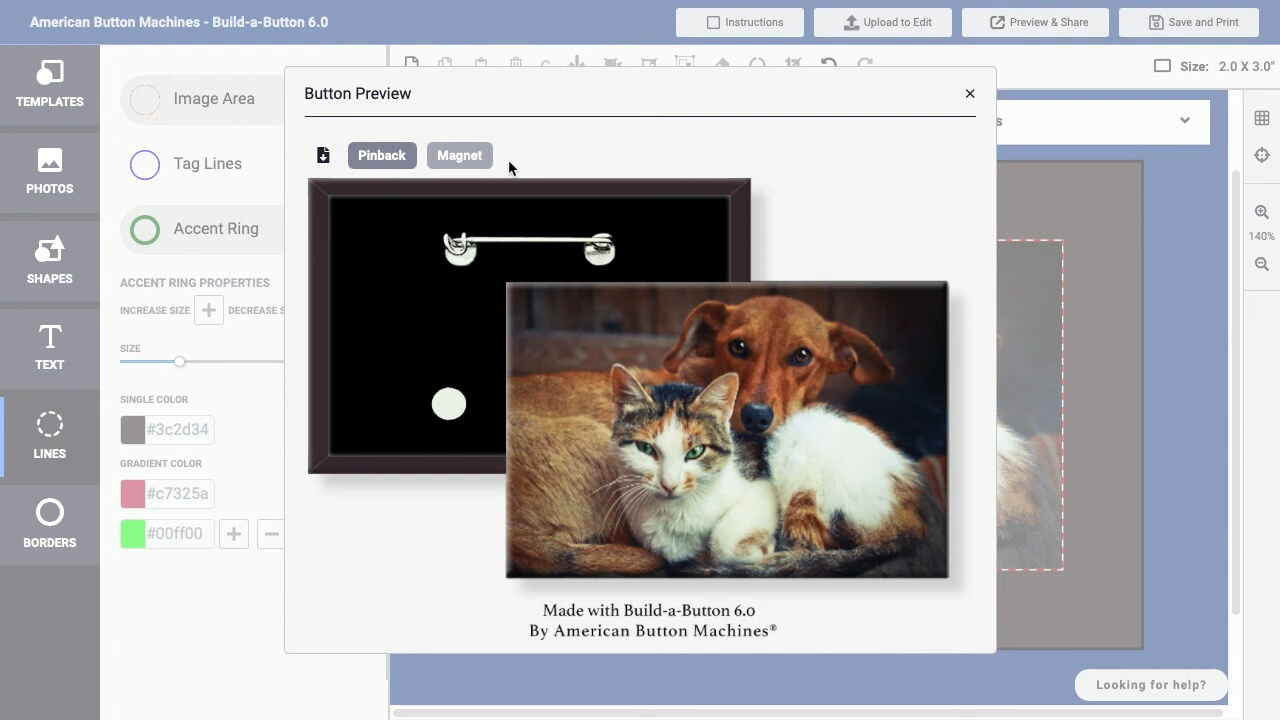 American Button Machines - Build-a-Button 6.0
Instructions
Upload to Edit
Preview & Share
Save and Print
Size: 2.0 X 3.0"
TEMPLATES
PHOTOS
SHAPES
TEXT
LINES
BORDERS
Image Area
Tag Lines
Accent Ring
ACCENT RING PROPERTIES
INCREASE SIZE
DECREASE S
SIZE
SINGLE COLOR
#3c2d34
GRADIENT COLOR
#c7325a
#00ff00
Button Preview
Pinback
Magnet
Made with Build-a-Button 6.0
By American Button Machines®
s
140%
Looking for help?